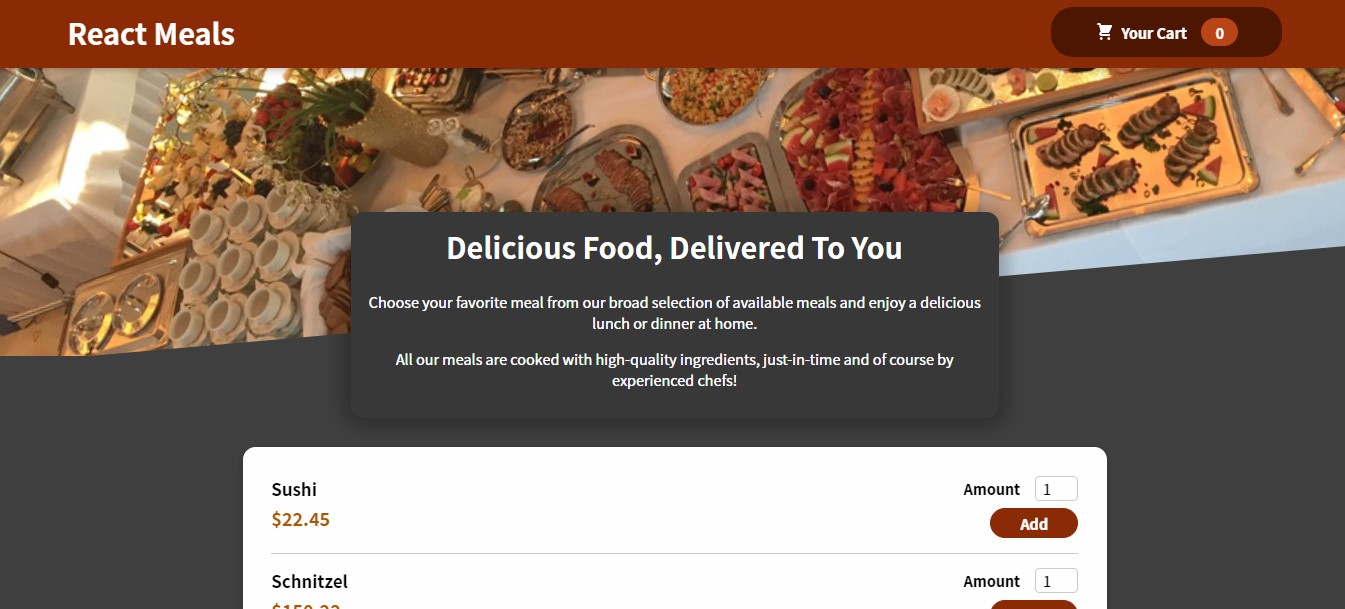 React Meals
Your Cart 0
Delicious Food, Delivered To You
Choose your favorite meal from our broad selection of available meals and enjoy a delicious
lunch or dinner at home.
All our meals are cooked with high-quality ingredients, just-in-time and of course by
experienced chefs!
Sushi
Amount 1
$22.45
Add
Schnitzel
Amount 1